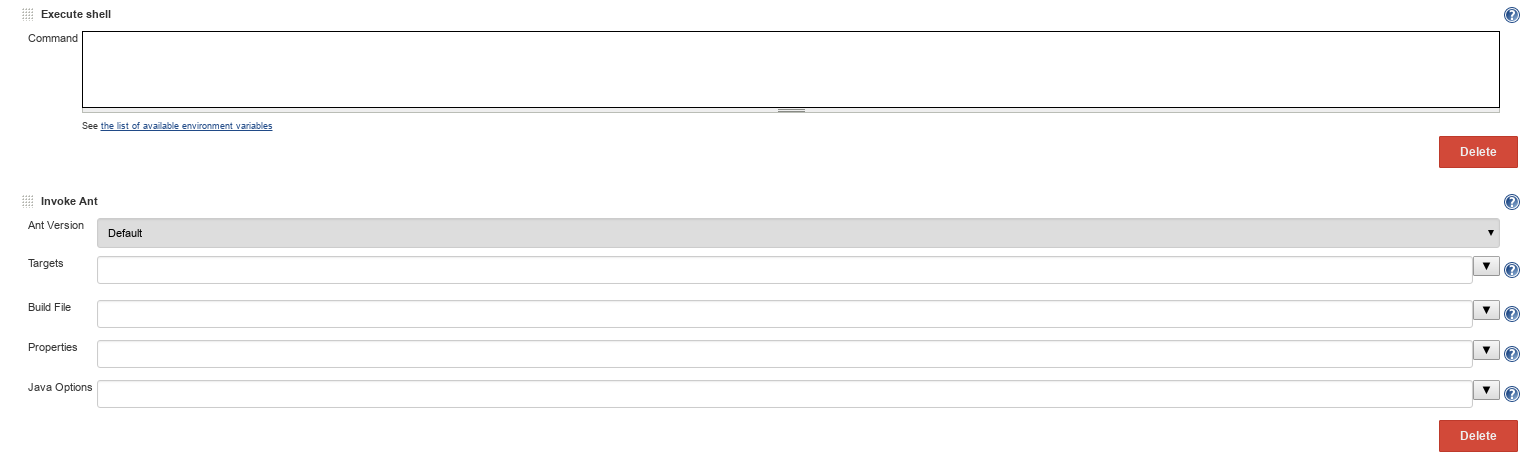 Execute shell
Command
See the list of available environment variables
Delete
Invoke Ant
Ant Version
Default
Targets
Build File
Properties
Java Options
Delete